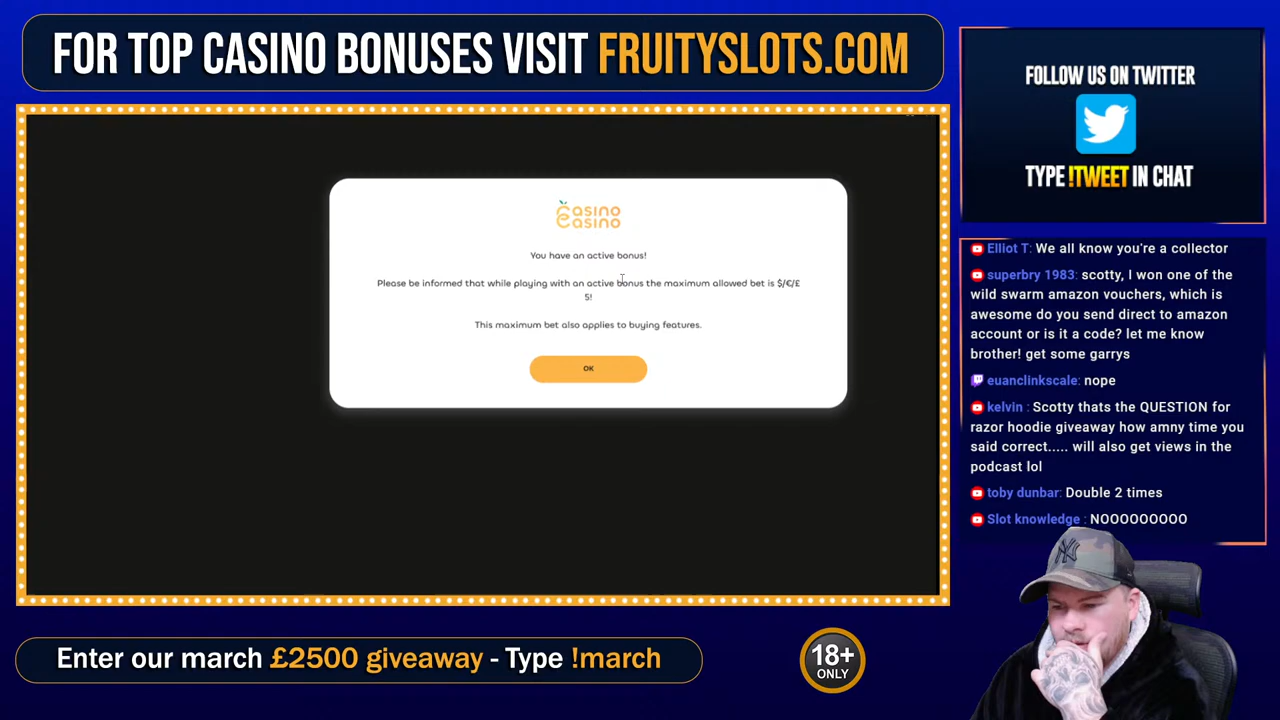 FOR TOP CASINO BONUSES VISIT FRUITYSLOTS.COM
FOLLOW US ON TWITTER
TYPE !TWEET IN CHAT
Casino
Casino
You have an active bonus!
Please be informed that while playing with an active bonus the maximum allowed bet is $/€/£
5!
This maximum bet also applies to buying features.
OK
Elliot T: We all know you're a collector
superbry 1983: scotty, I won one of the
wild swarm amazon vouchers, which is
awesome do you send direct to amazon
account or is it a code? let me know
brother! get some garrys
euanclinkscale: nope
kelvin : Scotty thats the QUESTION for
razor hoodie giveaway how amny time you
said correct..... will also get views in the
podcast lol
toby dunbar: Double 2 times
Slot knowledge : NOOOOOOOOO
Enter our march £2500 giveaway - Type !march
18+
ONLY